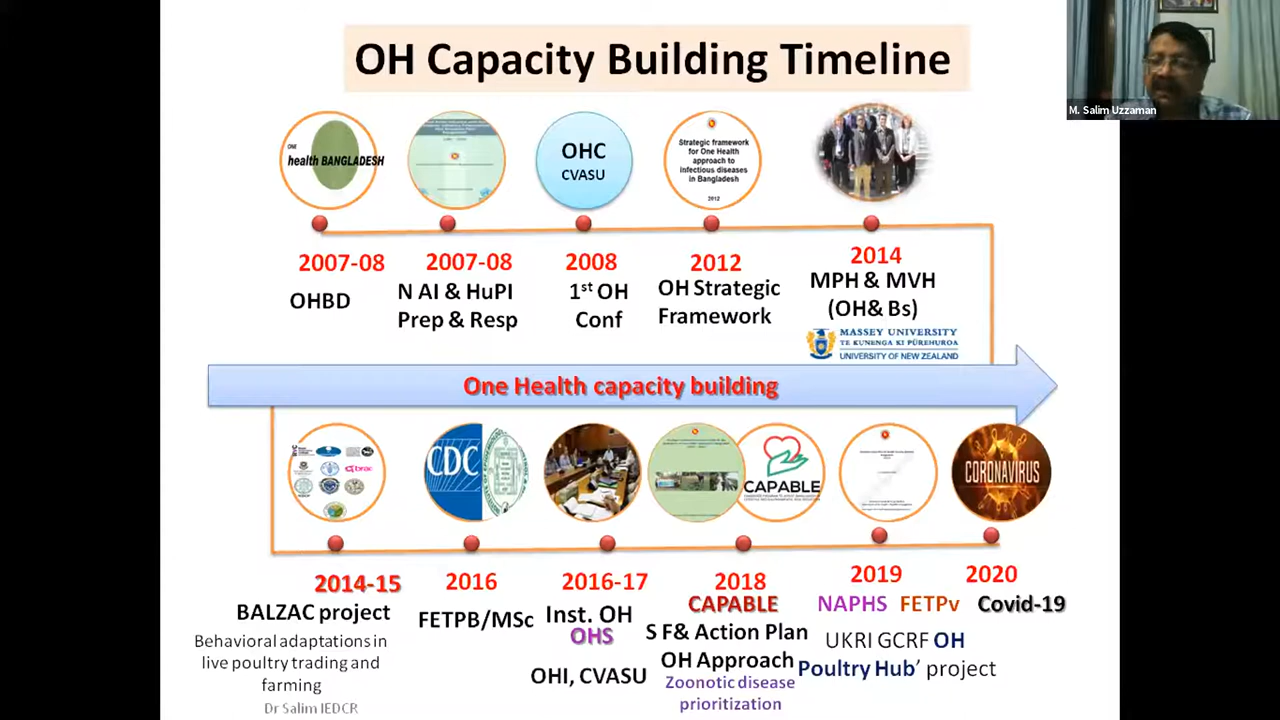 OH Capacity Building Timeline
M. Salim Uzzaman
ONE
health BANGLADESH
OHC
CVASU
Strategic framework
for One Health
approach to
infectious diseases
in Bangladesh
2012
2007-08
OHBD
2007-08
N AI & HuPI
Prep & Resp
2008
1st OH
Conf
2012
OH Strategic
Framework
2014
MPH & MVH
(OH& Bs)
MASSEY UNIVERSITY
TE KUNENGA KI PŪREHUROA
UNIVERSITY OF NEW ZEALAND
One Health capacity building
brac
CDC
CAPABLE
CORONAVIRUS
2014-15
BALZAC project
Behavioral adaptations in
live poultry trading and
farming
Dr Salim IEDCR
2016
FETPB/MSc
2016-17
Inst. OH
OHS
OHI, CVASU
2018
CAPABLE
S F& Action Plan
OH Approach
Zoonotic disease
prioritization
2019
NAPHS FETPv
UKRI GCRF OH
Poultry Hub’ project
2020
Covid-19